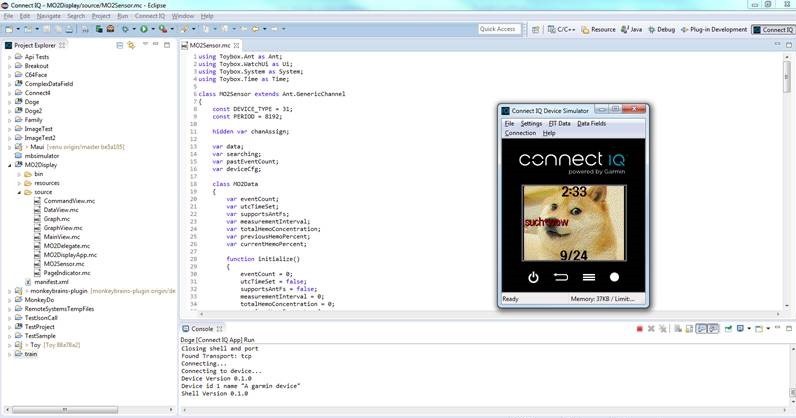 Connect IQ - MO2Display/source/MO2Sensor.mc - Eclipse
File Edit Navigate Search Project Run Connect IQ Window Help
Quick Access
C/C++
Resource
Java
Debug
Plug-in Development
Connect IQ
Project Explorer
Api Tests
Breakout
C64Face
ComplexDataField
Connect4
Doge
Doge2
Family
ImageTest
ImageTest2
> Maui
mbsimulator
MO2Display
bin
resources
source
CommandView.mc
DataView.mc
Graph.mc
GraphView.mc
MainView.mc
MO2Delegate.mc
MO2DisplayApp.mc
MO2Sensor.mc
PageIndicator.mc
manifest.xml
> monkeybrains-plugin
MonkeyDo
RemoteSystemsTempFiles
TestJsonCall
TestProject
TestSample
> Toy
train
MO2Sensor.mc
1 using Toybox.Ant as Ant;
2 using Toybox.WatchUi as Ui;
3 using Toybox.System as System;
4 using Toybox.Time as Time;
5
6 class MO2Sensor extends Ant.GenericChannel
7 {
8 const DEVICE_TYPE = 31;
9 const PERIOD = 8192;
10
11 hidden var chanAssign;
12
13 var data;
14 var searching;
15 var pastEventCount;
16 var deviceCfg;
17
18 class MO2Data
19 {
20 var eventCount;
21 var utcTimeSet;
22 var supportsAntFs;
23 var measurementInterval;
24 var totalHemoConcentration;
25 var previousHemoPercent;
26 var currentHemoPercent;
27
28 function initialize()
29 {
30 eventCount = 0;
31 utcTimeSet = false;
32 supportsAntFs = false;
33 measurementInterval = 0;
34 totalHemoConcentration = 0;
Connect IQ Device Simulator
File Settings FIT Data Data Fields
Connection Help
connect iQ
powered by Garmin
2:33
9/24
Ready Memory: 37KB / Limit:...
Console
Doge [Connect IQ App] Run
Closing shell and port
Found Transport: tcp
Connecting...
Connecting to device...
Device Version 0.1.0
Device id 1 name "A garmin device"
Shell Version 0.1.0